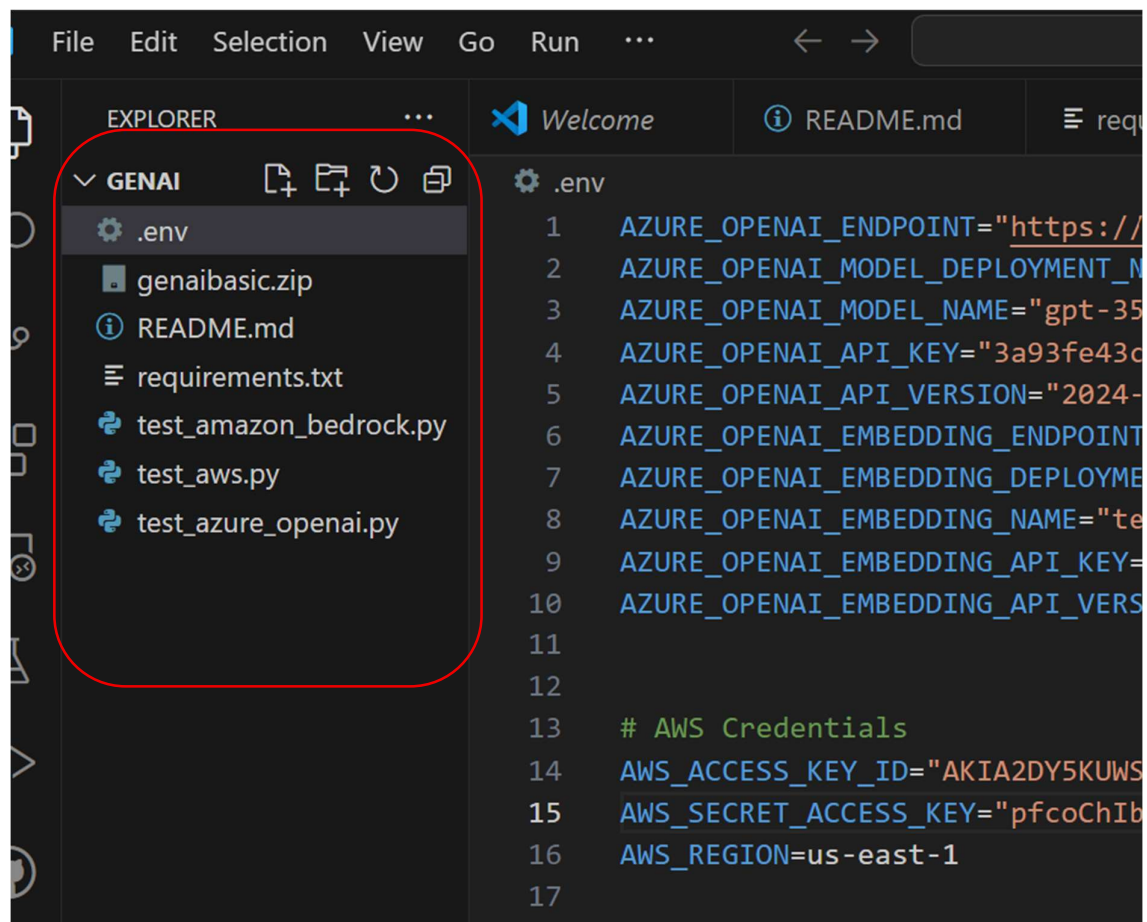 File Edit Selection View Go Run ...
EXPLORER ...
Welcome README.md requ
GENAI
.env
genaibasic.zip
README.md
requirements.txt
test_amazon_bedrock.py
test_aws.py
test_azure_openai.py
.env
1 AZURE_OPENAI_ENDPOINT="https://
2 AZURE_OPENAI_MODEL_DEPLOYMENT_N
3 AZURE_OPENAI_MODEL_NAME="gpt-35
4 AZURE_OPENAI_API_KEY="3a93fe43c
5 AZURE_OPENAI_API_VERSION="2024-
6 AZURE_OPENAI_EMBEDDING_ENDPOINT
7 AZURE_OPENAI_EMBEDDING_DEPLOYME
8 AZURE_OPENAI_EMBEDDING_NAME="te
9 AZURE_OPENAI_EMBEDDING_API_KEY=
10 AZURE_OPENAI_EMBEDDING_API_VERS
11
12
13 # AWS Credentials
14 AWS_ACCESS_KEY_ID="AKIA2DY5KUWS
15 AWS_SECRET_ACCESS_KEY="pfcoChIb
16 AWS_REGION=us-east-1
17